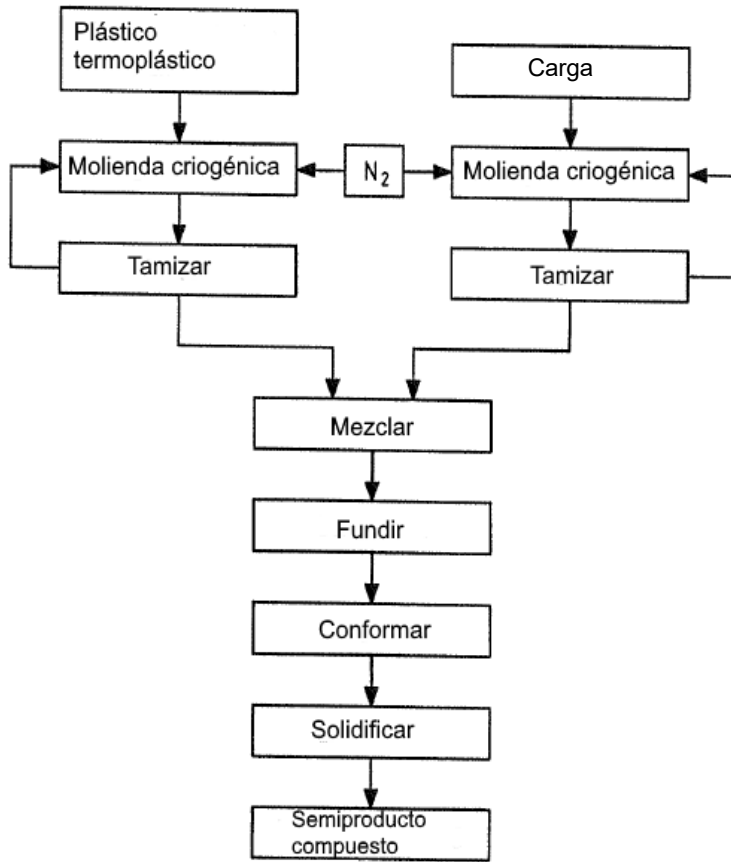 Plástico
termoplástico
Carga
Molienda criogénica
N₂
Molienda criogénica
Tamizar
Tamizar
Mezclar
Fundir
Conformar
Solidificar
Semiproducto
compuesto